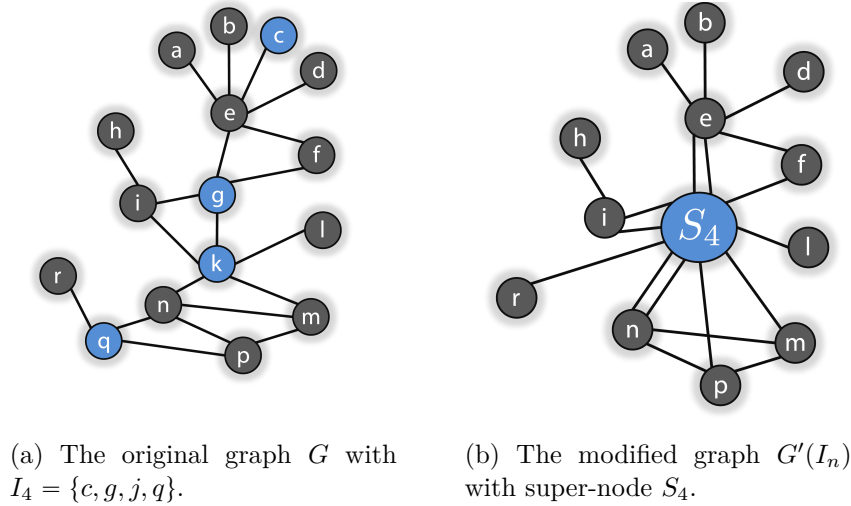 a
b
c
d
e
f
h
i
g
l
k
r
n
m
q
p
a
b
d
e
f
h
i
S₄
l
r
n
m
p
(a) The original graph G with
I₄ = {c, g, j, q}.
(b) The modified graph G′(Iₙ)
with super-node S₄.